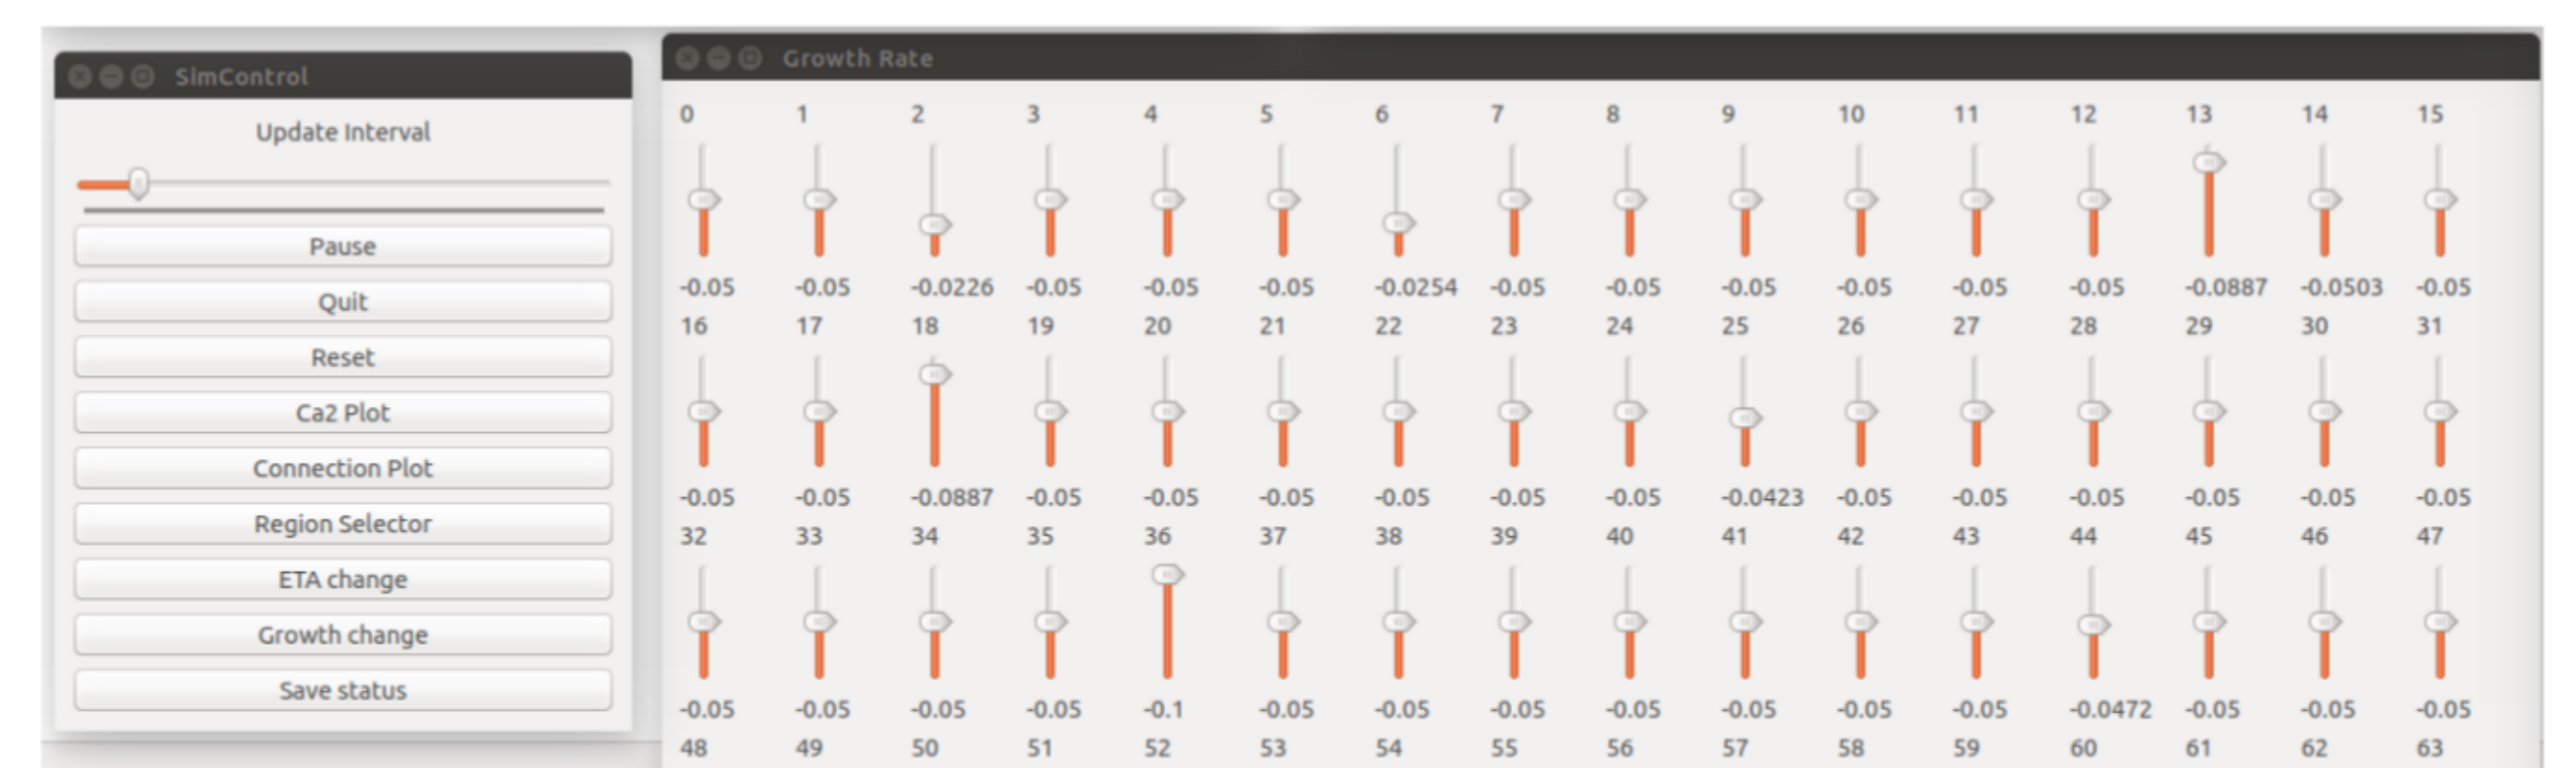 SimControl
Update Interval
Pause
Quit
Reset
Ca2 Plot
Connection Plot
Region Selector
ETA change
Growth change
Save status
Growth Rate
0 1 2 3 4 5 6 7 8 9 10 11 12 13 14 15
-0.05 -0.05 -0.0226 -0.05 -0.05 -0.05 -0.0254 -0.05 -0.05 -0.05 -0.05 -0.05 -0.05 -0.0887 -0.0503 -0.05
16 17 18 19 20 21 22 23 24 25 26 27 28 29 30 31
-0.05 -0.05 -0.0887 -0.05 -0.05 -0.05 -0.05 -0.05 -0.05 -0.0423 -0.05 -0.05 -0.05 -0.05 -0.05 -0.05
32 33 34 35 36 37 38 39 40 41 42 43 44 45 46 47
-0.05 -0.05 -0.05 -0.05 -0.1 -0.05 -0.05 -0.05 -0.05 -0.05 -0.05 -0.05 -0.0472 -0.05 -0.05 -0.05
48 49 50 51 52 53 54 55 56 57 58 59 60 61 62 63